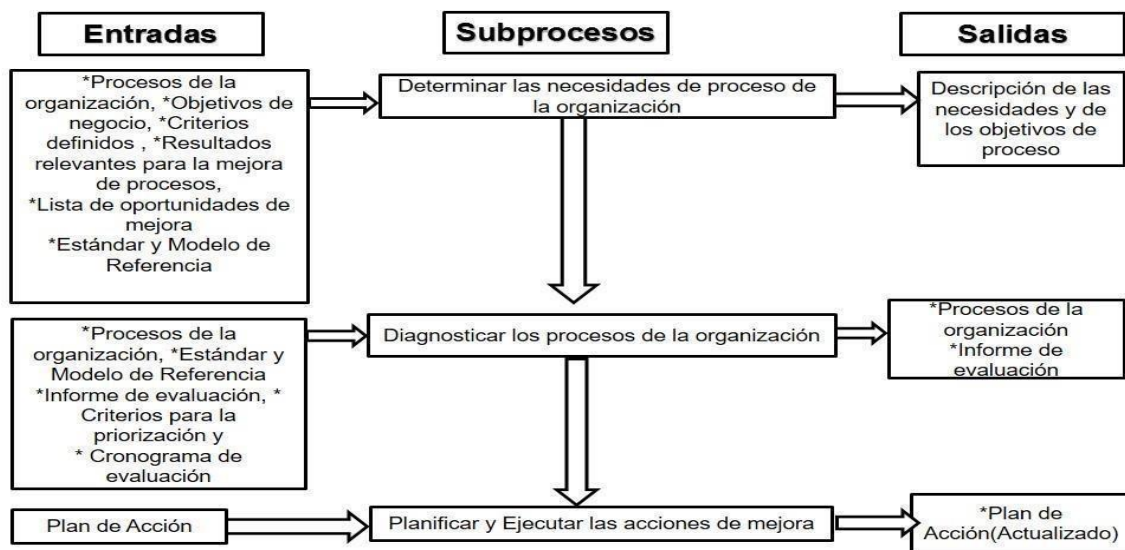 Entradas
Subprocesos
Salidas
*Procesos de la
organización, *Objetivos de
negocio, *Criterios
definidos , *Resultados
relevantes para la mejora
de procesos,
*Lista de oportunidades de
mejora
*Estándar y Modelo de
Referencia
Determinar las necesidades de proceso de
la organización
Descripción de las
necesidades y de
los objetivos de
proceso
*Procesos de la
organización, *Estándar y
Modelo de Referencia
*Informe de evaluación, *
Criterios para la
priorización y
* Cronograma de
evaluación
Diagnosticar los procesos de la organización
*Procesos de la
organización
*Informe de
evaluación
Plan de Acción
Planificar y Ejecutar las acciones de mejora
*Plan de
Acción(Actualizado)